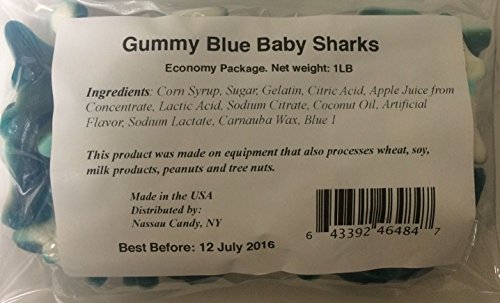 Gummy Blue Baby Sharks
Economy Package. Net weight: 1LB
Ingredients: Corn Syrup, Sugar, Gelatin, Citric Acid, Apple Juice from
Concentrate, Lactic Acid, Sodium Citrate, Coconut Oil, Artificial
Flavor, Sodium Lactate, Carnauba Wax, Blue 1
This product was made on equipment that also processes wheat, soy,
milk products, peanuts and tree nuts.
Made in the USA
Distributed by:
Nassau Candy, NY
Best Before: 12 July 2016
6 43392 46484 7